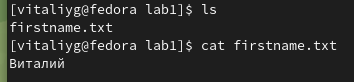 [vitaliyg@fedora lab1]$ ls
firstname.txt
[vitaliyg@fedora lab1]$ cat firstname.txt
Виталий